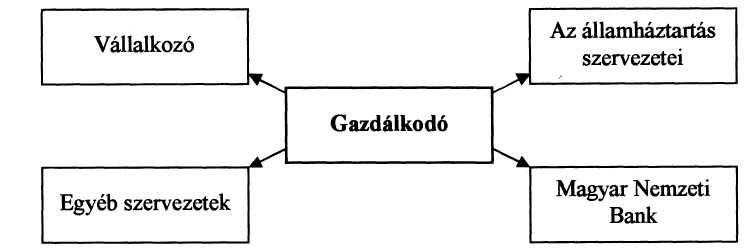 Vállalkozó
Az államháztartás
szervezetei
Gazdálkodó
Egyéb szervezetek
Magyar Nemzeti
Bank